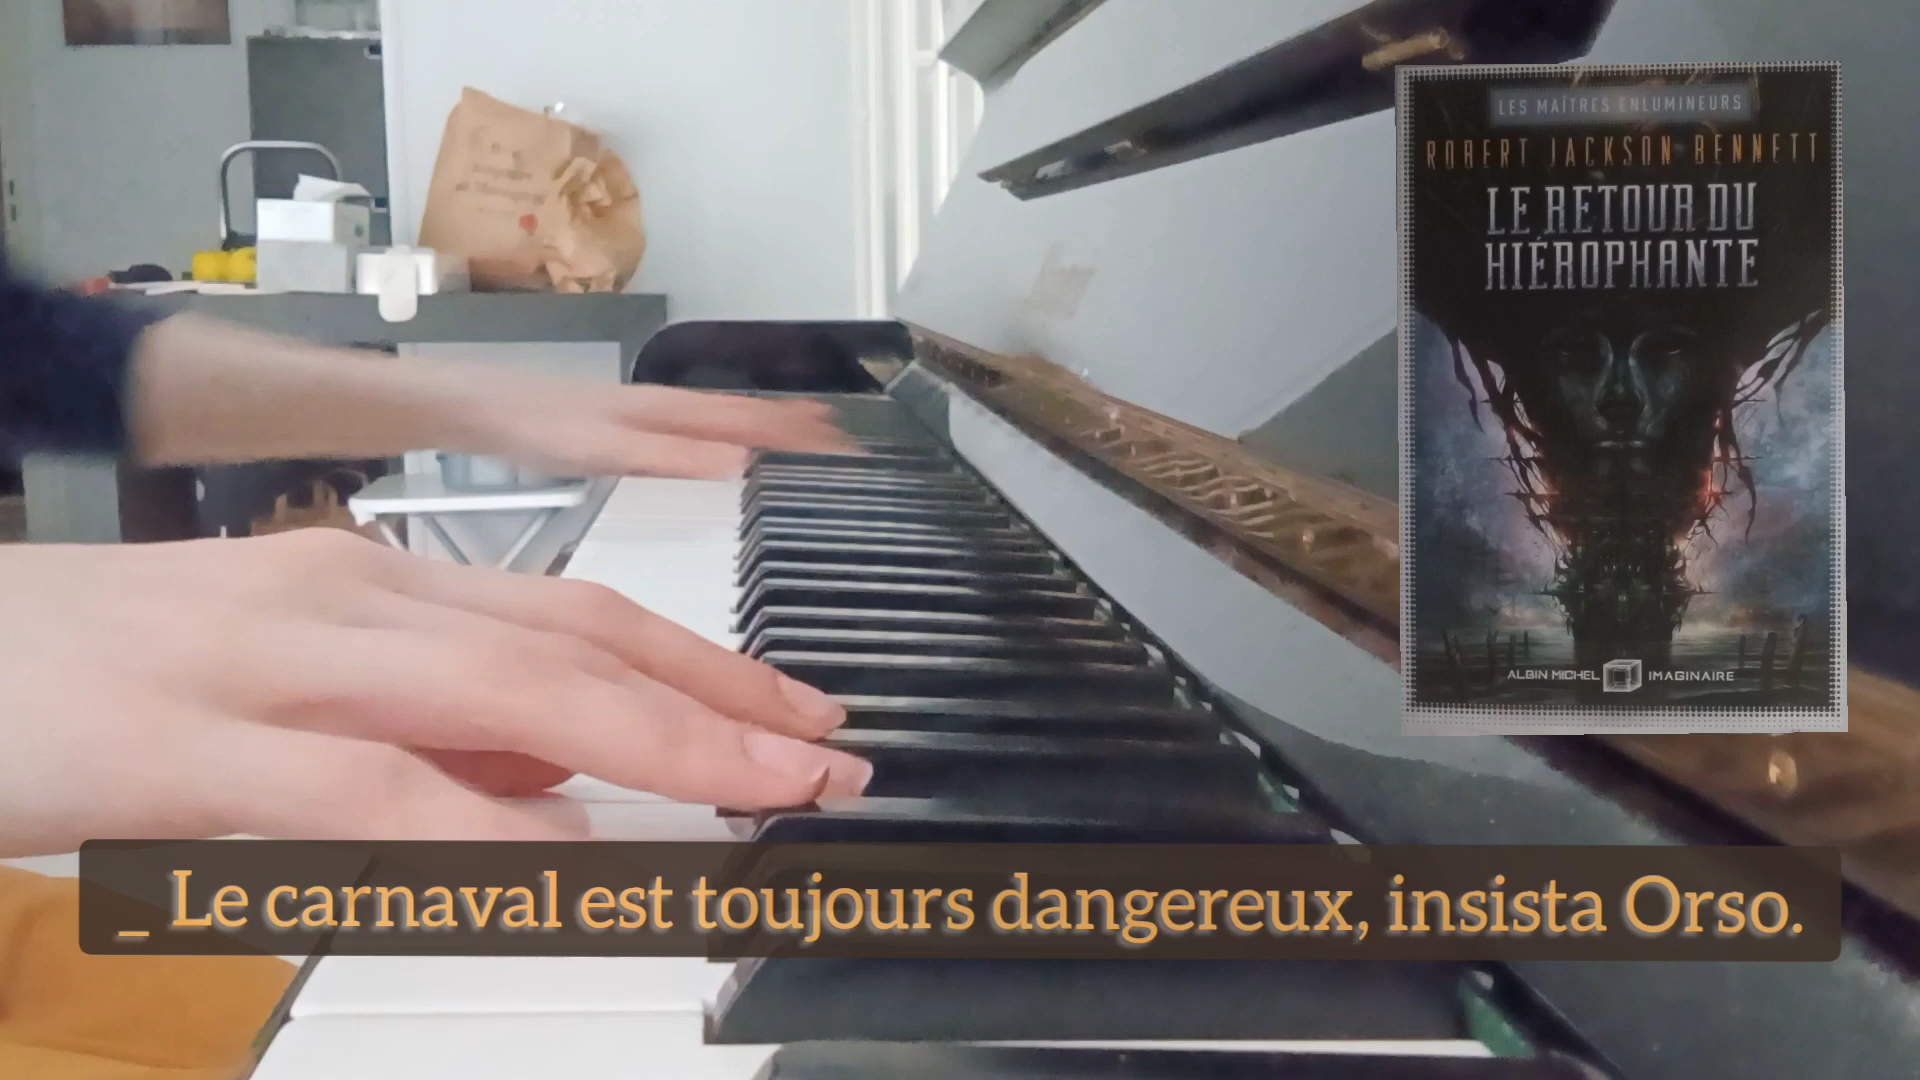 LES MAÎTRES ENLUMINEURS
ROBERT JACKSON BENNETT
LE RETOUR DU
HIÉROPHANTE
ALBIN MICHEL IMAGINAIRE
_ Le carnaval est toujours dangereux, insista Orso.